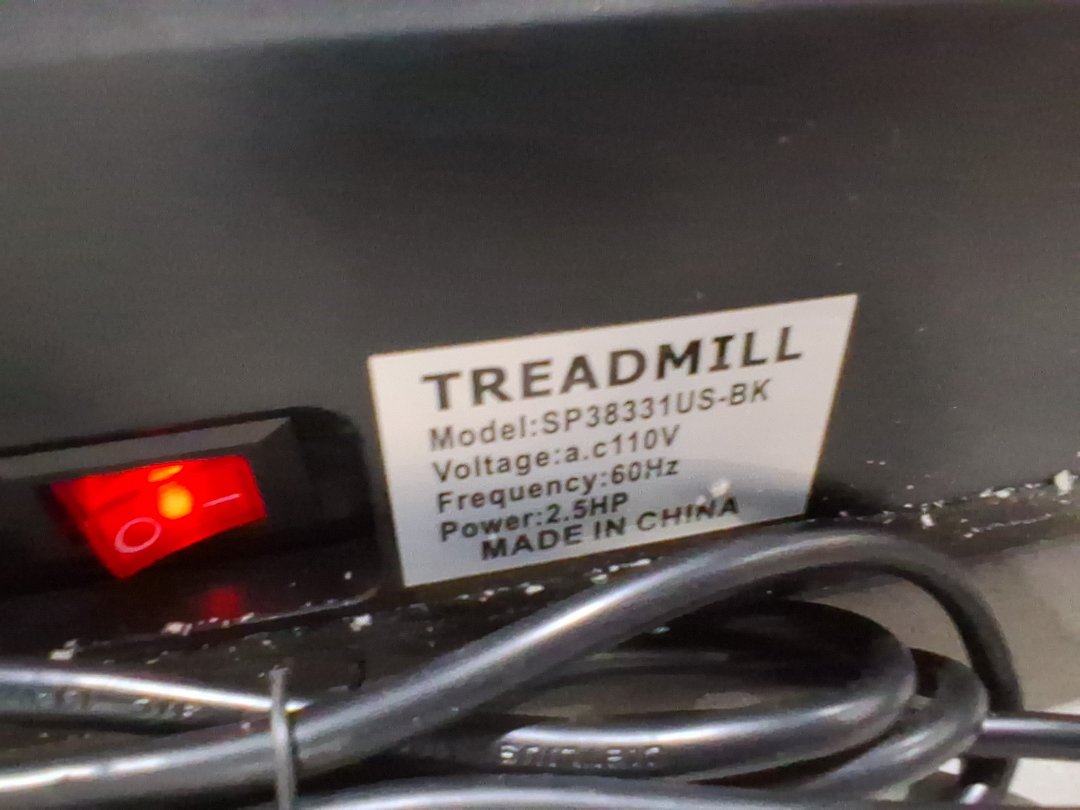 TREADMILL
Model:SP38331US-BK
Voltage:a.c110V
Frequency:60Hz
Power:2.5HP
MADE IN CHINA